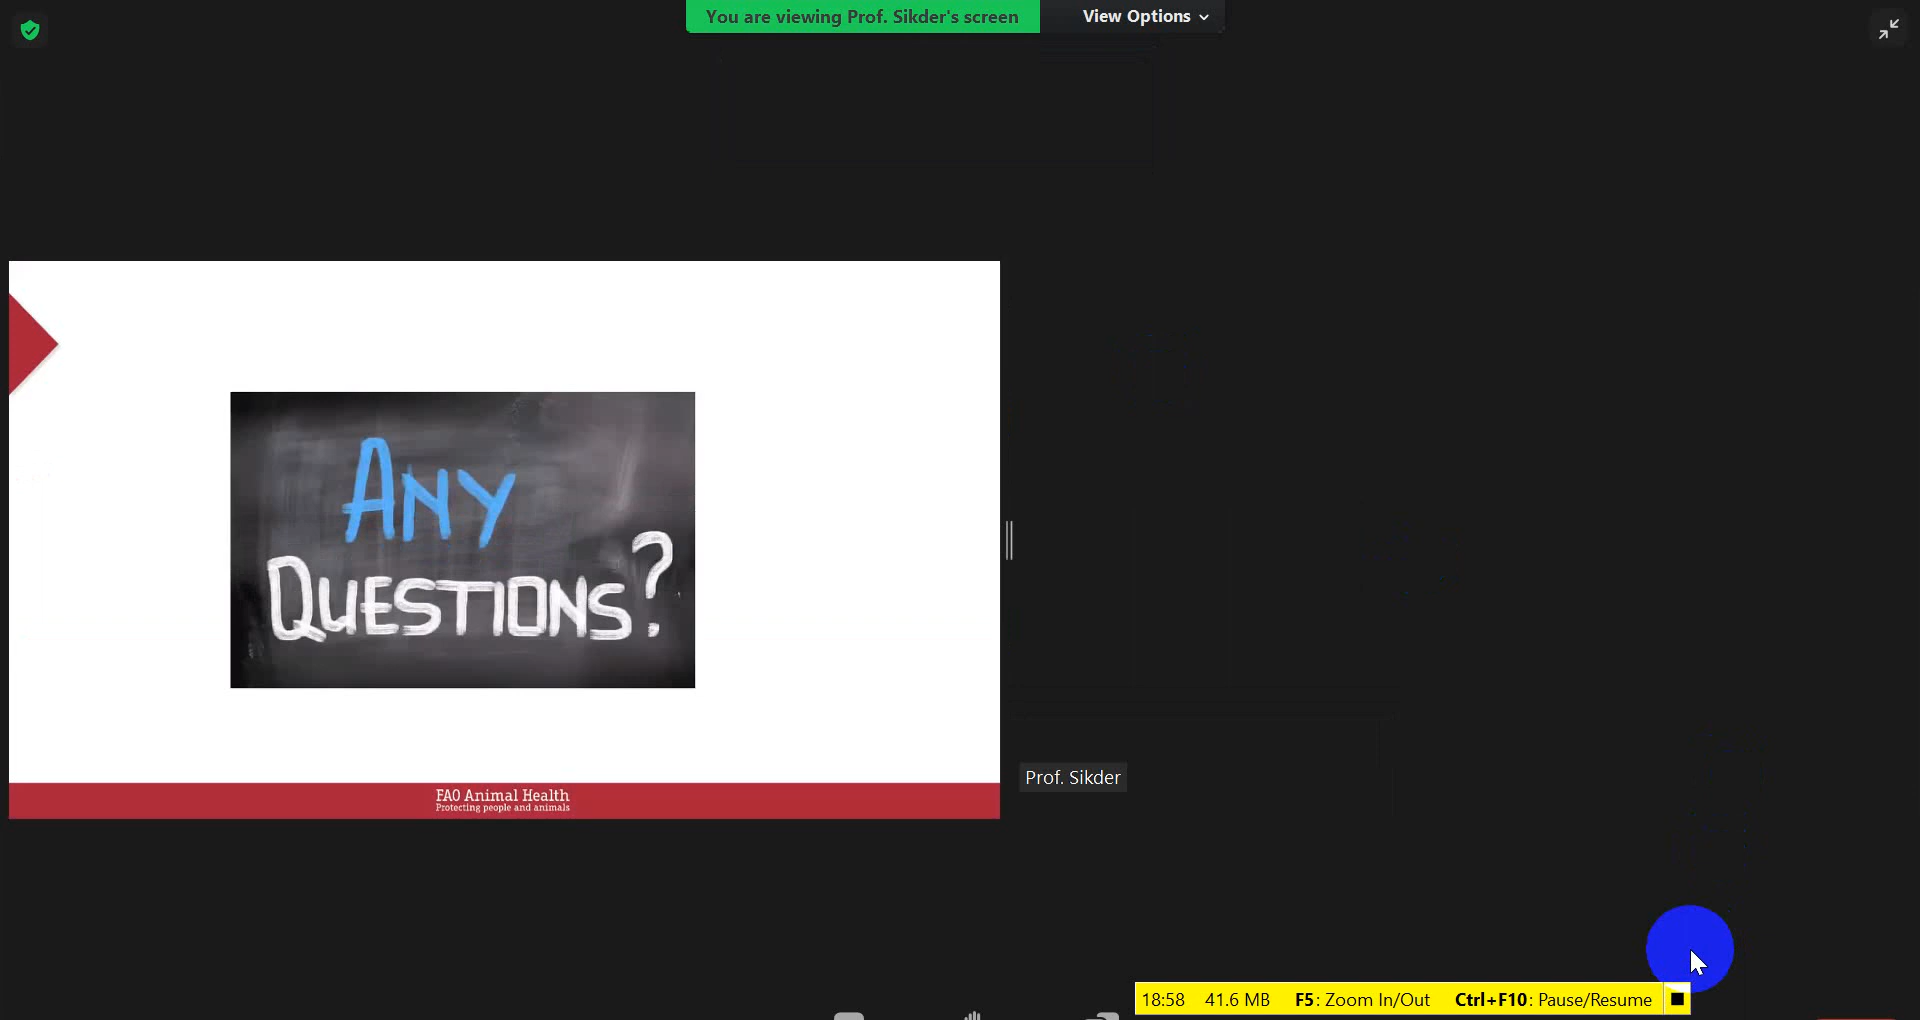 You are viewing Prof. Sikder's screen View Options
ANY
QUESTIONS?
FAO Animal Health
Protecting people and animals
Prof. Sikder
18:58 41.6 MB F5: Zoom In/Out Ctrl+F10: Pause/Resume